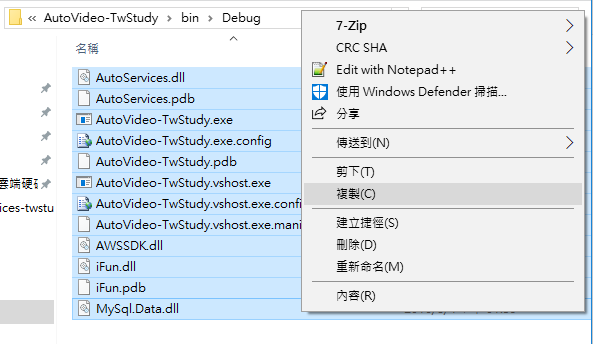 « AutoVideo-TwStudy › bin › Debug
名稱
AutoServices.dll
AutoServices.pdb
AutoVideo-TwStudy.exe
AutoVideo-TwStudy.exe.config
AutoVideo-TwStudy.pdb
AutoVideo-TwStudy.vshost.exe
AutoVideo-TwStudy.vshost.exe.confi
AutoVideo-TwStudy.vshost.exe.mani
AWSSDK.dll
iFun.dll
iFun.pdb
MySql.Data.dll
雲端硬碟
ices-twstu
7-Zip
CRC SHA
Edit with Notepad++
使用 Windows Defender 掃描...
分享
傳送到(N)
剪下(T)
複製(C)
建立捷徑(S)
刪除(D)
重新命名(M)
內容(R)